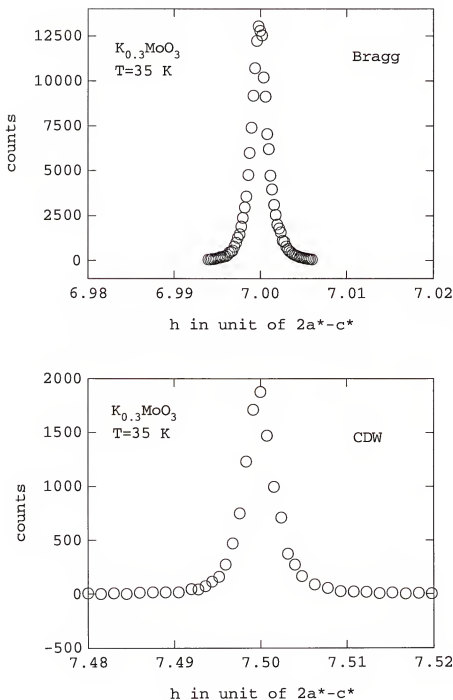 12500
10000
7500
5000
2500
0
counts
K0.3MoO3
T=35 K
Bragg
6.98 6.99 7.00 7.01 7.02
h in unit of 2a*-c*
2000
1500
1000
500
0
-500
counts
K0.3MoO3
T=35 K
CDW
7.48 7.49 7.50 7.51 7.52
h in unit of 2a*-c*